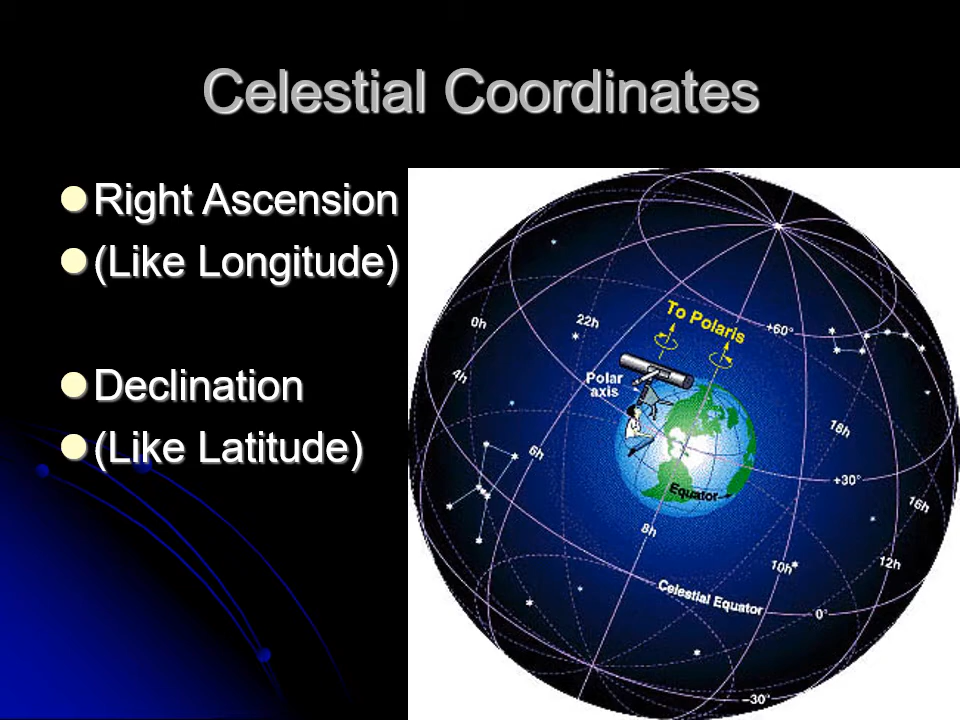 Celestial Coordinates
Right Ascension
(Like Longitude)
Declination
(Like Latitude)
To Polaris
+60°
0h
22h
4h
Polar
axis
18h
6h
+30°
Equator
16h
8h
10h
12h
Celestial Equator
0°
−30°